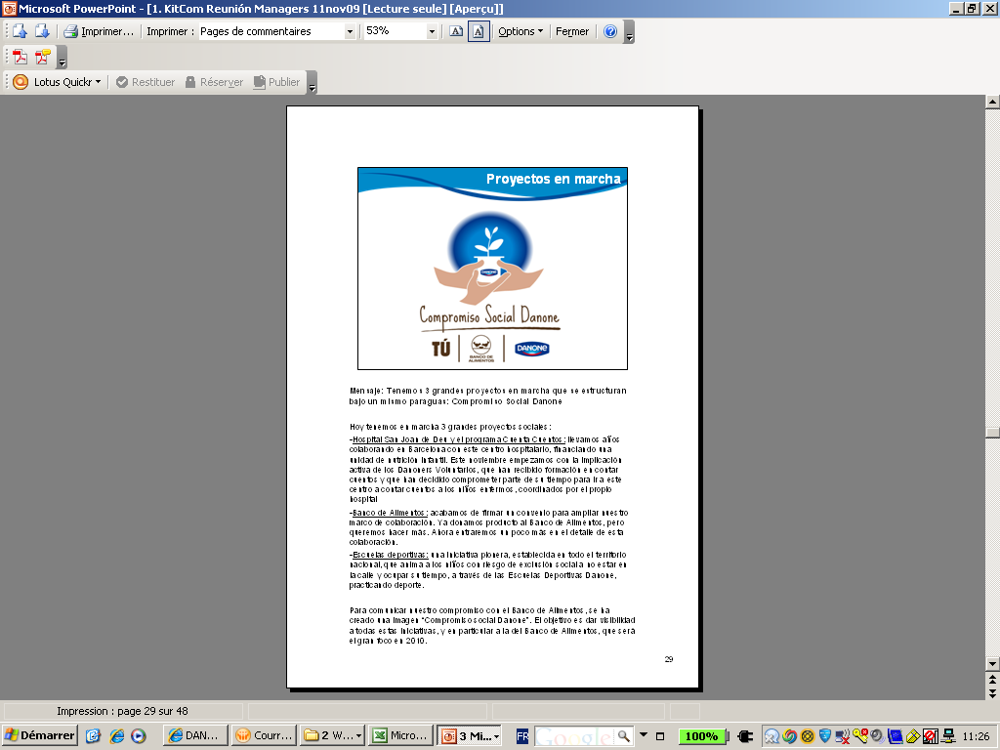 Microsoft PowerPoint - [1. KitCom Reunión Managers 11nov09 [Lecture seule] [Aperçu]]
Imprimer... Imprimer : Pages de commentaires 53% Options Fermer
Lotus Quickr Restituer Réserver Publier
Proyectos en marcha
DANONE
Compromiso Social Danone
TÚ BANCO DE ALIMENTOS DANONE
Mensaje: Tenemos 3 grandes proyectos en marcha que se estructuran
bajo un mismo paraguas: Compromiso Social Danone
Hoy tenemos en marcha 3 grandes proyectos sociales:
-Hospital San Joan de Deu y el programa Cuenta Cuentos: llevamos años
colaborando en Barcelona con este centro hospitalario, financiando una
unidad de nutrición infantil. Este noviembre empezamos con la implicación
activa de los Danoners Voluntarios, que han recibido formación en contar
cuentos y que han decidido comprometer parte de su tiempo para ir a este
centro a contar cuentos a los niños enfermos, coordinados por el propio
hospital
-Banco de Alimentos: acabamos de firmar un convenio para ampliar nuestro
marco de colaboración. Ya donamos producto al Banco de Alimentos, pero
queremos hacer más. Ahora entraremos un poco más en el detalle de esta
colaboración.
-Escuelas deportivas: una iniciativa pionera, establecida en todo el territorio
nacional, que anima a los niños con riesgo de exclusión social a no estar en
la calle y ocupar su tiempo, a través de las Escuelas Deportivas Danone,
practicando deporte.
Para comunicar nuestro compromiso con el Banco de Alimentos, se ha
creado una imagen “Compromiso social Danone”. El objetivo es dar visibilidad
a todas estas iniciativas, y en particular a la del Banco de Alimentos, que será
el gran foco en 2010.
29
Impression : page 29 sur 48
Démarrer DAN... Courr... 2 W... Micro... 3 Mi... FR Google 100% 11:26